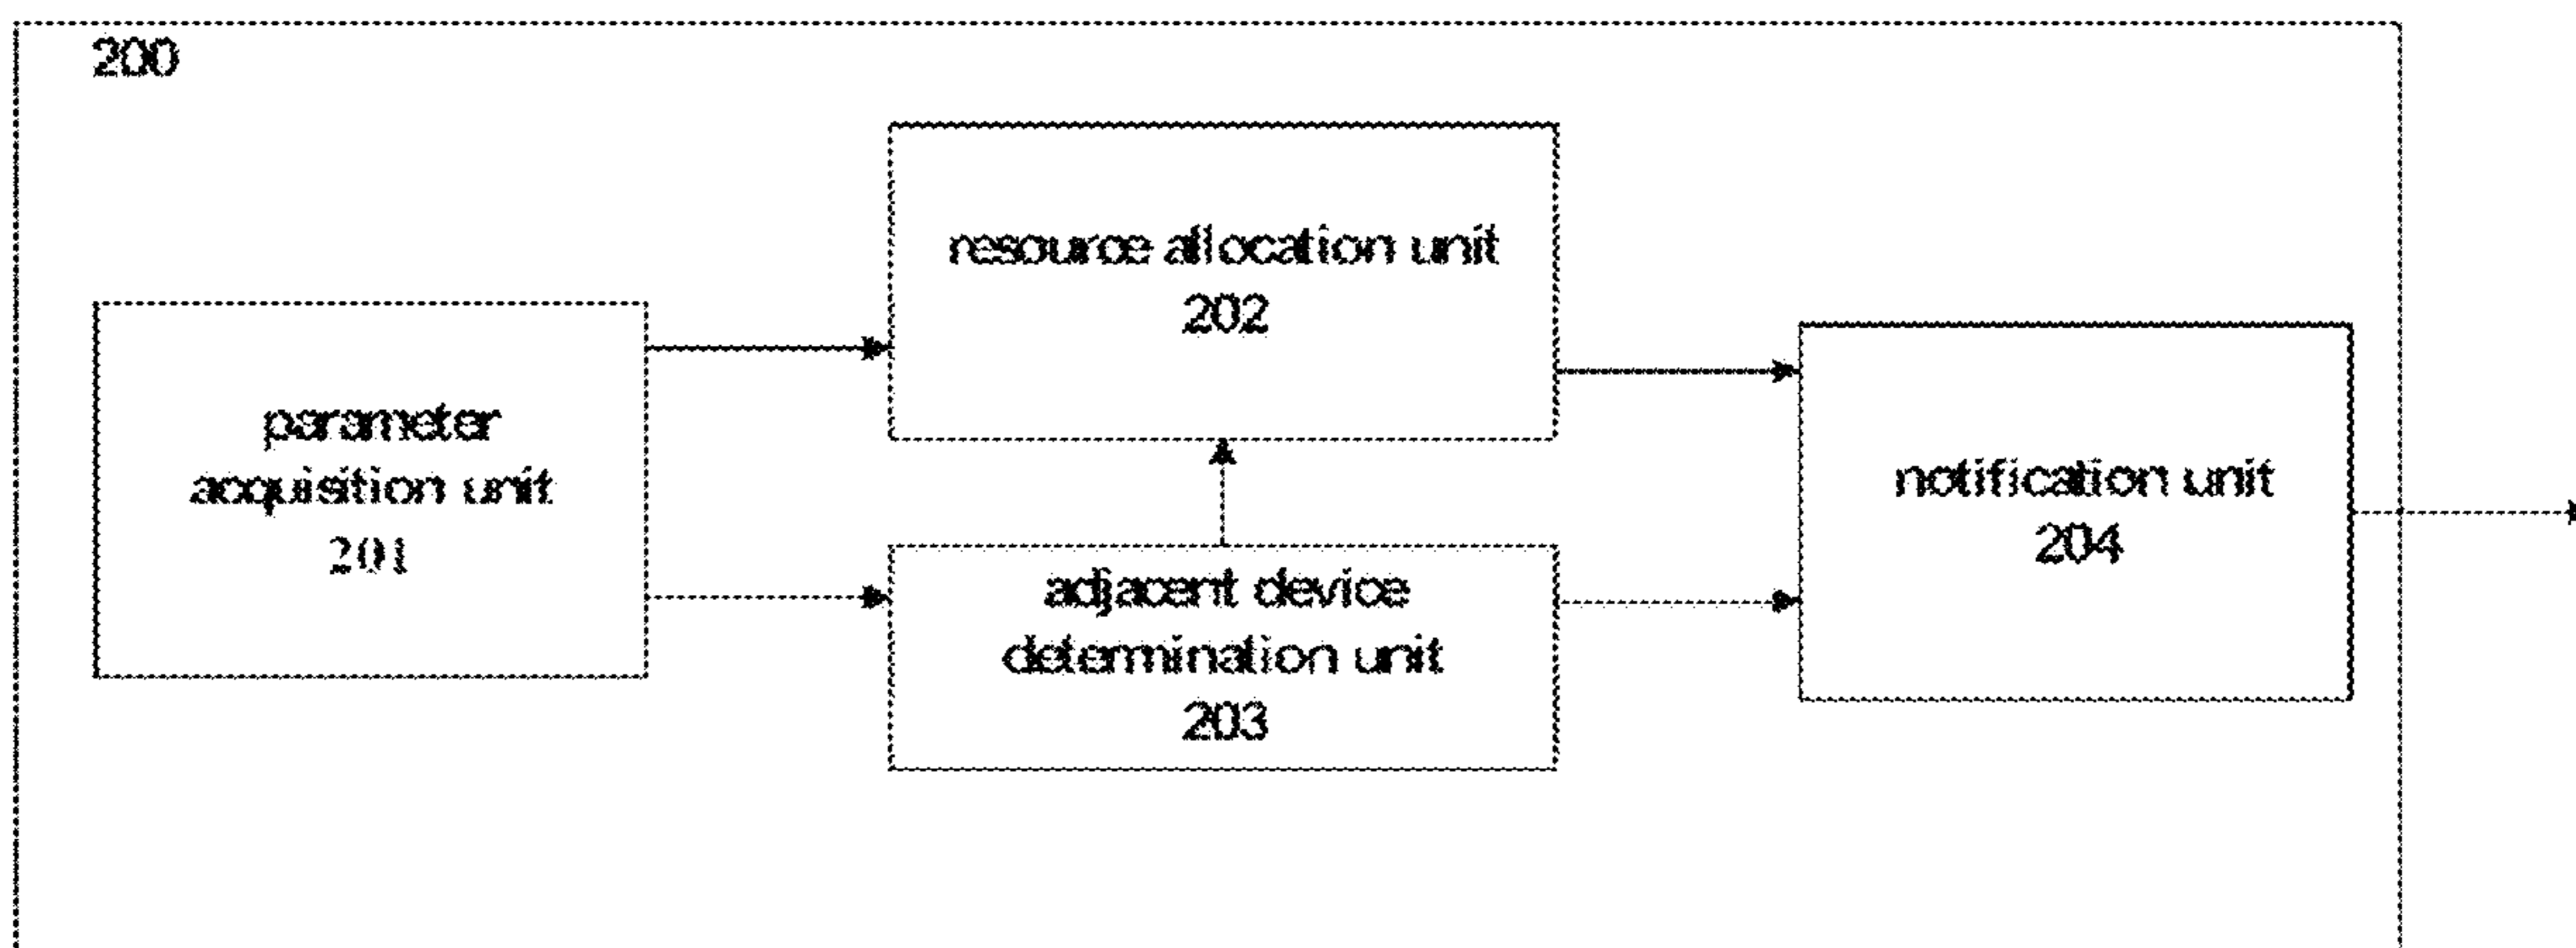 200
resource allocation unit
202
parameter
acquisition unit
201
adjacent device
determination unit
203
notification unit
204